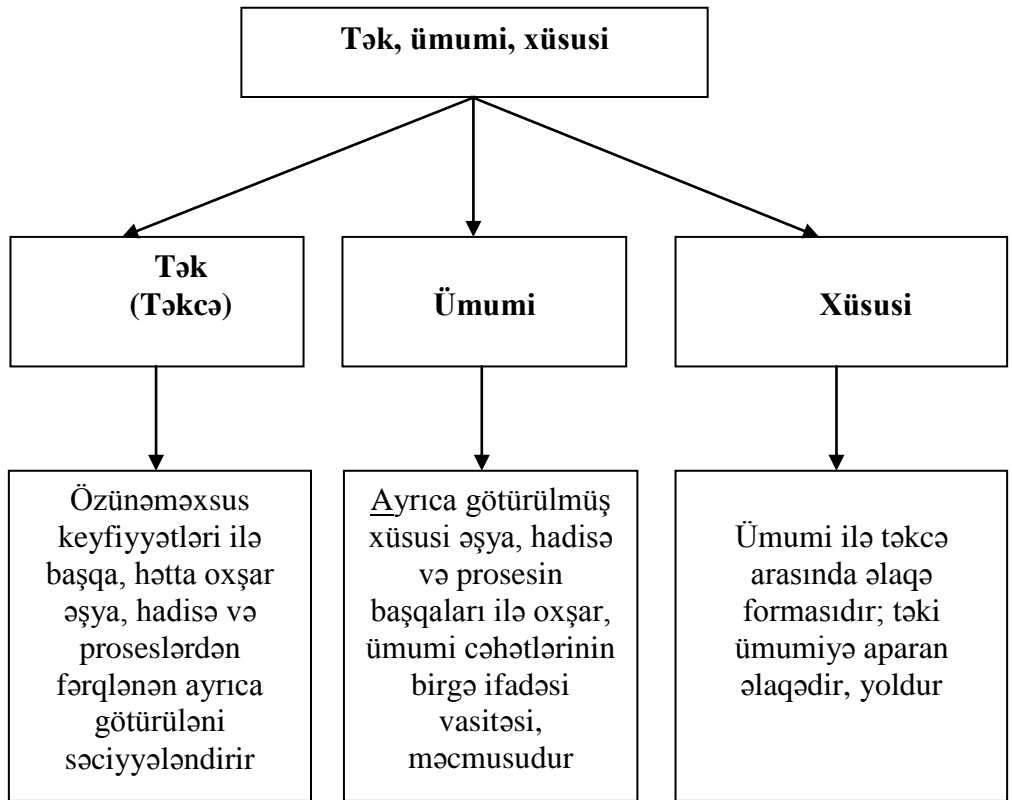 Tək, ümumi, xüsusi
Tək
(Təkcə)
Ümumi
Xüsusi
Özünəməxsus
keyfiyyətləri ilə
başqa, hətta oxşar
əşya, hadisə və
proseslərdən
fərqlənən ayrıca
götürüləni
səciyyələndirir
Ayrıca götürülmüş
xüsusi əşya, hadisə
və prosesin
başqaları ilə oxşar,
ümumi cəhətlərinin
birgə ifadəsi
vasitəsi,
məcmusudur
Ümumi ilə təkcə
arasında əlaqə
formasıdır; təki
ümumiyə aparan
əlaqədir, yoldur